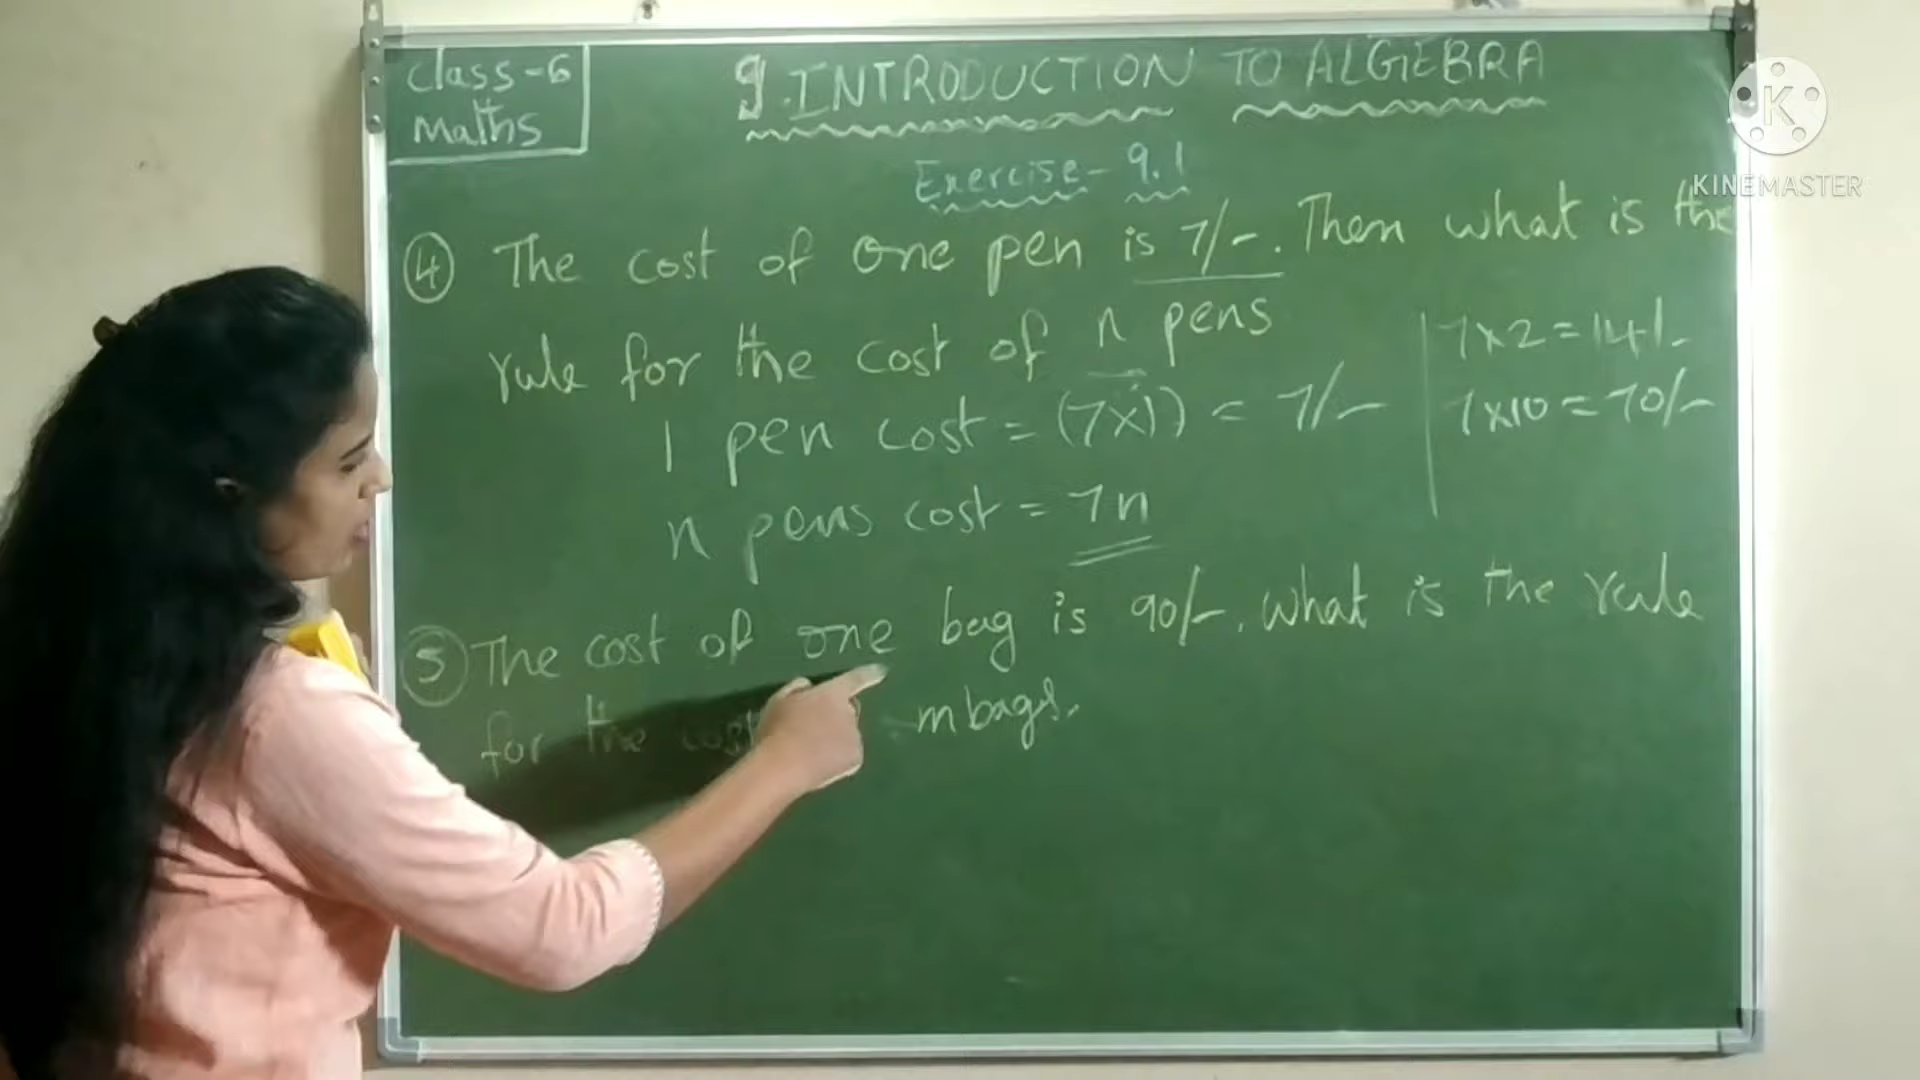 Class-6
Maths
9. INTRODUCTION TO ALGEBRA
Exercise - 9.1
④ The cost of one pen is 7/-. Then what is the
rule for the cost of n pens
1 pen cost = (7×1) = 7/-
n pens cost = 7n
7×2=14/-
7×10=70/-
⑤ The cost of one bag is 90/-. What is the rule
for the cost m bags.
K
KINEMASTER